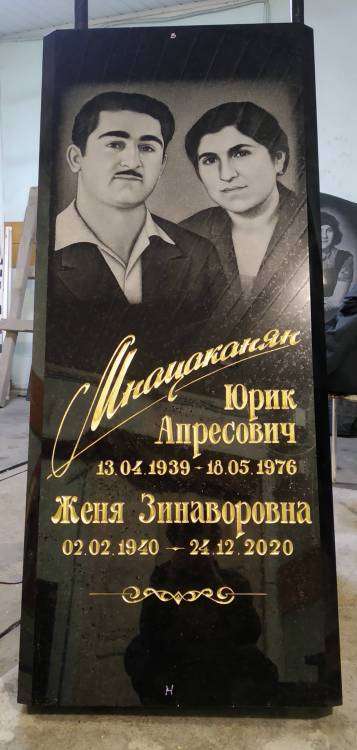 в
Мнацаканян
Юрик
Апресович
13.04.1939 - 18.05.1976
Женя Зинаворовна
02.02.1940 - 24.12.2020
н